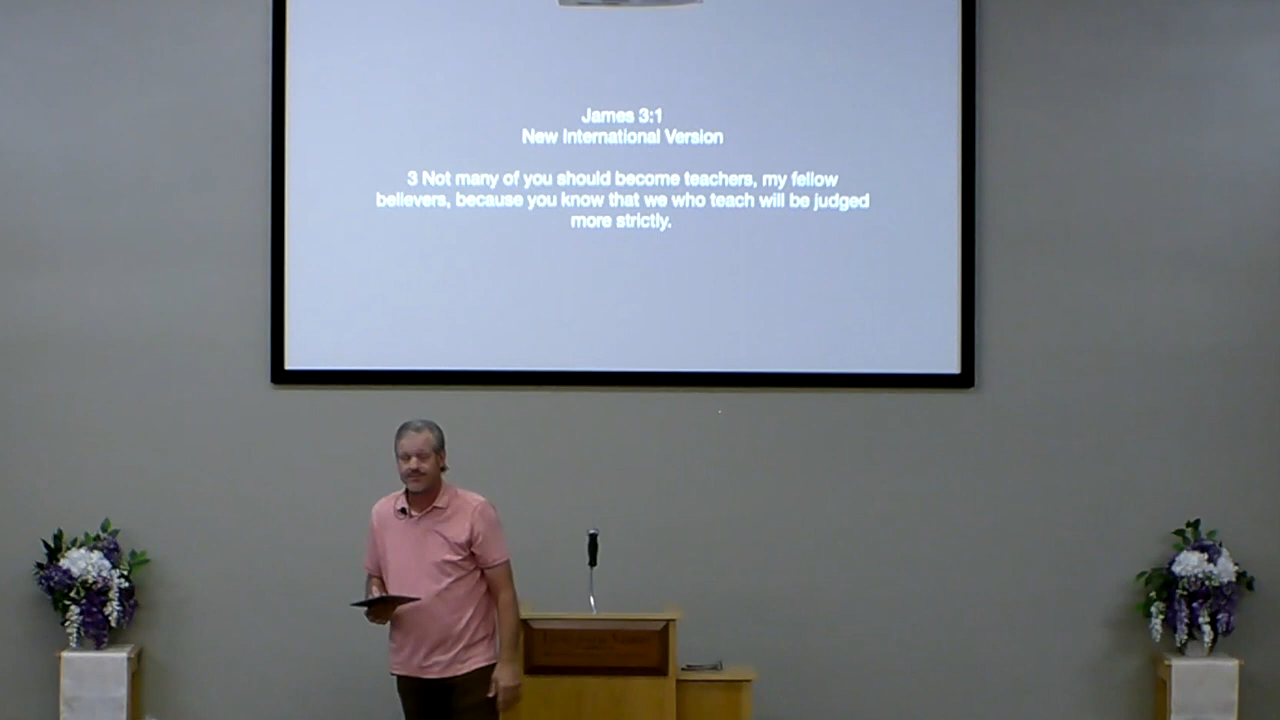 James 3:1
New International Version
3 Not many of you should become teachers, my fellow
believers, because you know that we who teach will be judged
more strictly.